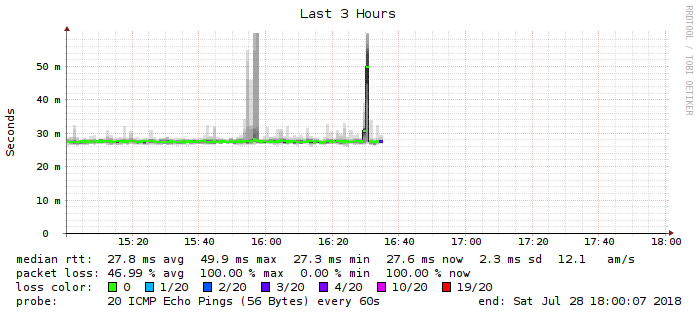 Last 3 Hours
RRDTOOL / TOBI OETIKER
Seconds
50 m
40 m
30 m
20 m
10 m
0
15:20 15:40 16:00 16:20 16:40 17:00 17:20 17:40 18:00
median rtt: 27.8 ms avg 49.9 ms max 27.3 ms min 27.6 ms now 2.3 ms sd 12.1 am/s
packet loss: 46.99 % avg 100.00 % max 0.00 % min 100.00 % now
loss color: 0 1/20 2/20 3/20 4/20 10/20 19/20
probe: 20 ICMP Echo Pings (56 Bytes) every 60s end: Sat Jul 28 18:00:07 2018